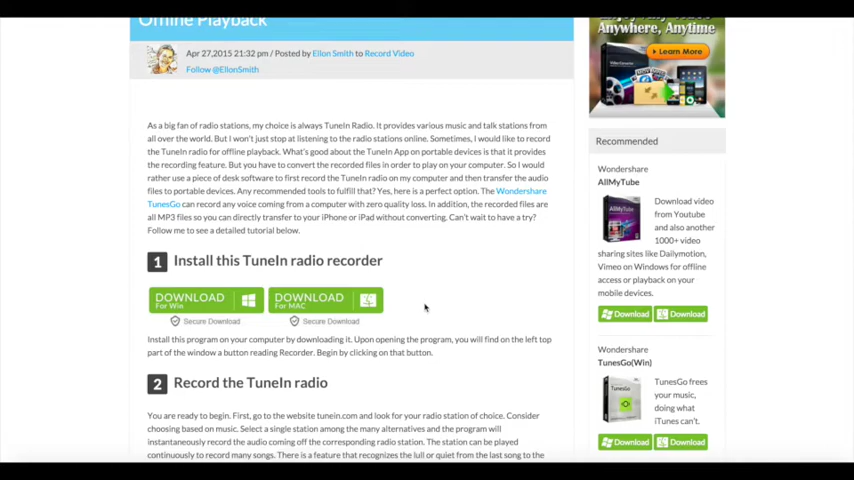 Offline Playback
Apr 27,2015 21:32 pm / Posted by Ellon Smith to Record Video
Follow @EllonSmith
As a big fan of radio stations, my choice is always TuneIn Radio. It provides various music and talk stations from
all over the world. But I won't just stop at listening to the radio stations online. Sometimes, I would like to record
the TuneIn radio for offline playback. What's good about the TuneIn App on portable devices is that it provides
the recording feature. But you have to convert the recorded files in order to play on your computer. So I would
rather use a piece of desk software to first record the TuneIn radio on my computer and then transfer the audio
files to portable devices. Any recommended tools to fulfill that? Yes, here is a perfect option. The Wondershare
TunesGo can record any voice coming from a computer with zero quality loss. In addition, the recorded files are
all MP3 files so you can directly transfer to your iPhone or iPad without converting. Can't wait to have a try?
Follow me to see a detailed tutorial below.
1 Install this TuneIn radio recorder
DOWNLOAD For Win
DOWNLOAD For MAC
Secure Download
Secure Download
Install this program on your computer by downloading it. Upon opening the program, you will find on the left top
part of the window a button reading Recorder. Begin by clicking on that button.
2 Record the TuneIn radio
You are ready to begin. First, go to the website tunein.com and look for your radio station of choice. Consider
choosing based on music. Select a single station among the many alternatives and the program will
instantaneously record the audio coming off the corresponding radio station. The station can be played
continuously to record many songs. There is a feature that recognizes the lull or quiet from the last song to the
Anywhere, Anytime
Learn More
Recommended
Wondershare
AllMyTube
Download video
from Youtube
and also another
1000+ video
sharing sites like Dailymotion,
Vimeo on Windows for offline
access or playback on your
mobile devices.
Download
Download
Wondershare
TunesGo(Win)
TunesGo frees
your music,
doing what
iTunes can't.
Download
Download